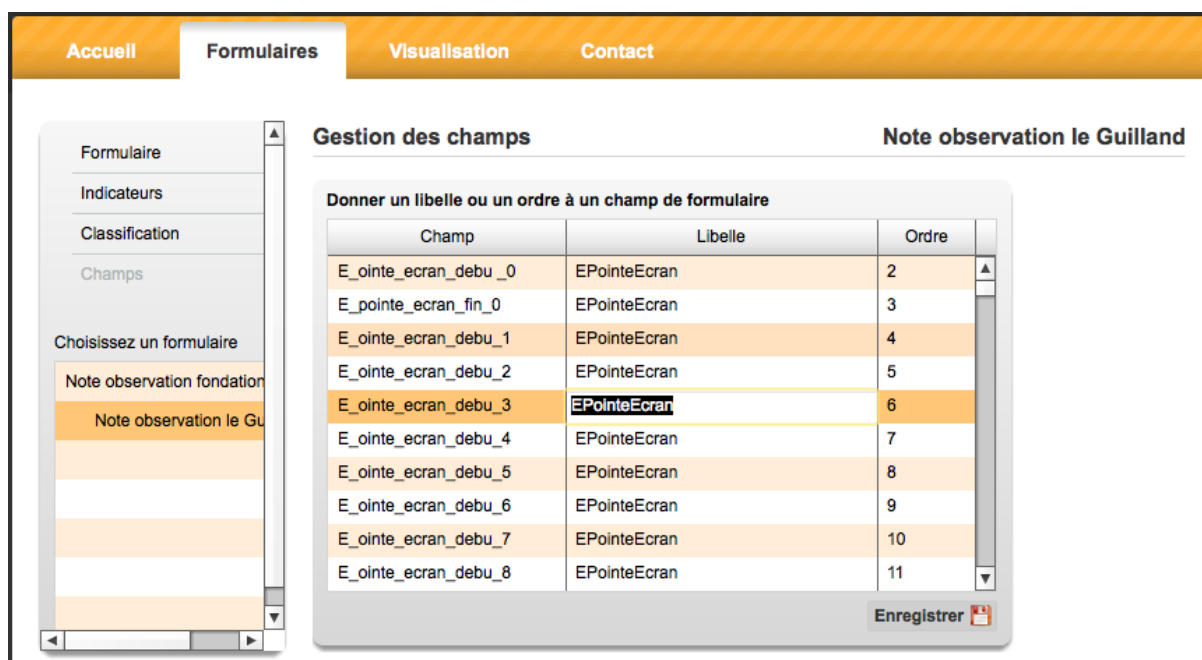 Accueil Formulaires Visualisation Contact
Formulaire
Indicateurs
Classification
Champs
Choisissez un formulaire
Note observation fondation
Note observation le Gu
Gestion des champs Note observation le Guilland
Donner un libelle ou un ordre à un champ de formulaire
Champ Libelle Ordre
E_ointe_ecran_debu _0 EPointeEcran 2
E_pointe_ecran_fin_0 EPointeEcran 3
E_ointe_ecran_debu_1 EPointeEcran 4
E_ointe_ecran_debu_2 EPointeEcran 5
E_ointe_ecran_debu_3 EPointeEcran 6
E_ointe_ecran_debu_4 EPointeEcran 7
E_ointe_ecran_debu_5 EPointeEcran 8
E_ointe_ecran_debu_6 EPointeEcran 9
E_ointe_ecran_debu_7 EPointeEcran 10
E_ointe_ecran_debu_8 EPointeEcran 11
Enregistrer